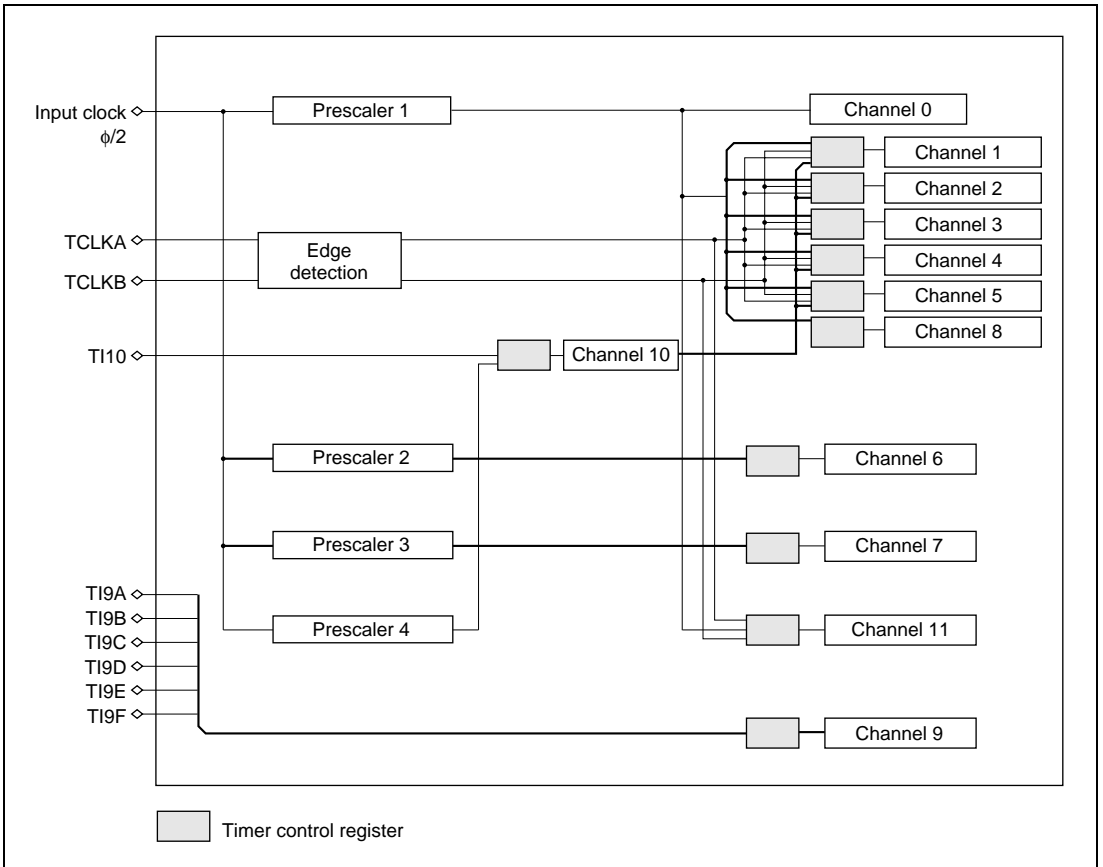 Input clock
ϕ/2
Prescaler 1
Channel 0
Channel 1
Channel 2
Channel 3
Channel 4
Channel 5
Channel 8
TCLKA
TCLKB
Edge
detection
TI10
Channel 10
Prescaler 2
Channel 6
Prescaler 3
Channel 7
TI9A
TI9B
TI9C
TI9D
TI9E
TI9F
Prescaler 4
Channel 11
Channel 9
Timer control register